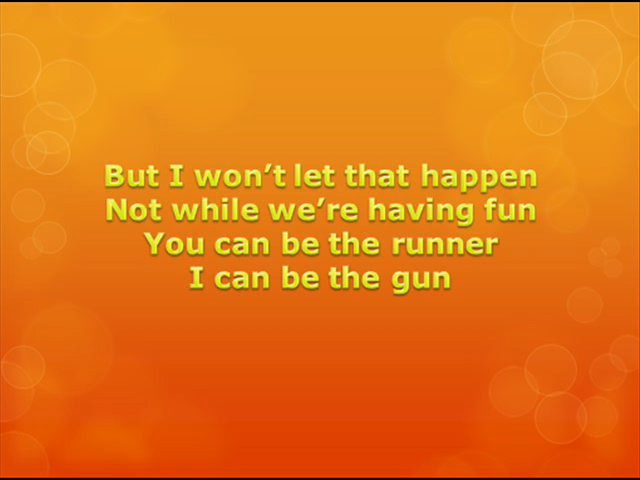 But I won't let that happen
Not while we're having fun
You can be the runner
I can be the gun